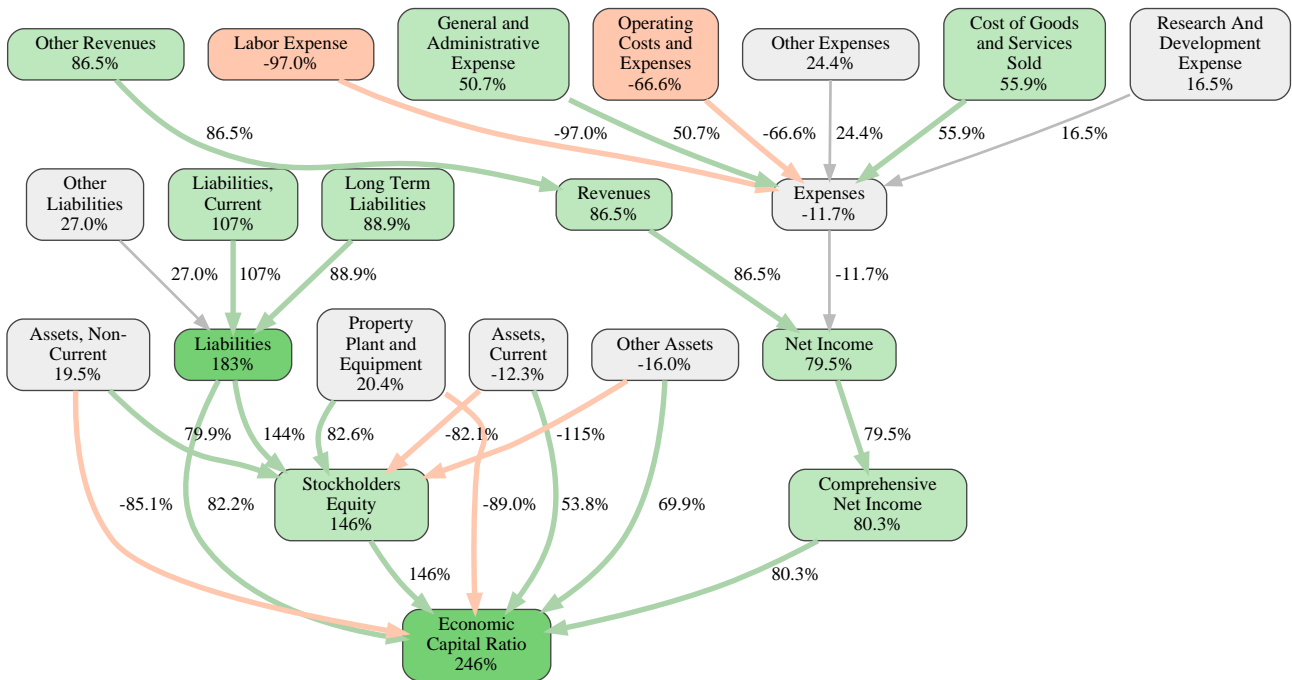 Other Revenues
86.5%
Labor Expense
-97.0%
General and
Administrative
Expense
50.7%
Operating
Costs and
Expenses
-66.6%
Other Expenses
24.4%
Cost of Goods
and Services
Sold
55.9%
Research And
Development
Expense
16.5%
86.5%
-97.0%
50.7%
-66.6%
24.4%
55.9%
16.5%
Other
Liabilities
27.0%
Liabilities,
Current
107%
Long Term
Liabilities
88.9%
Revenues
86.5%
Expenses
-11.7%
27.0%
107%
88.9%
86.5%
-11.7%
Assets, Non-
Current
19.5%
Liabilities
183%
Property
Plant and
Equipment
20.4%
Assets,
Current
-12.3%
Other Assets
-16.0%
Net Income
79.5%
79.9%
144%
82.6%
-82.1%
-115%
79.5%
Stockholders
Equity
146%
Comprehensive
Net Income
80.3%
-85.1%
82.2%
-89.0%
53.8%
69.9%
146%
80.3%
Economic
Capital Ratio
246%